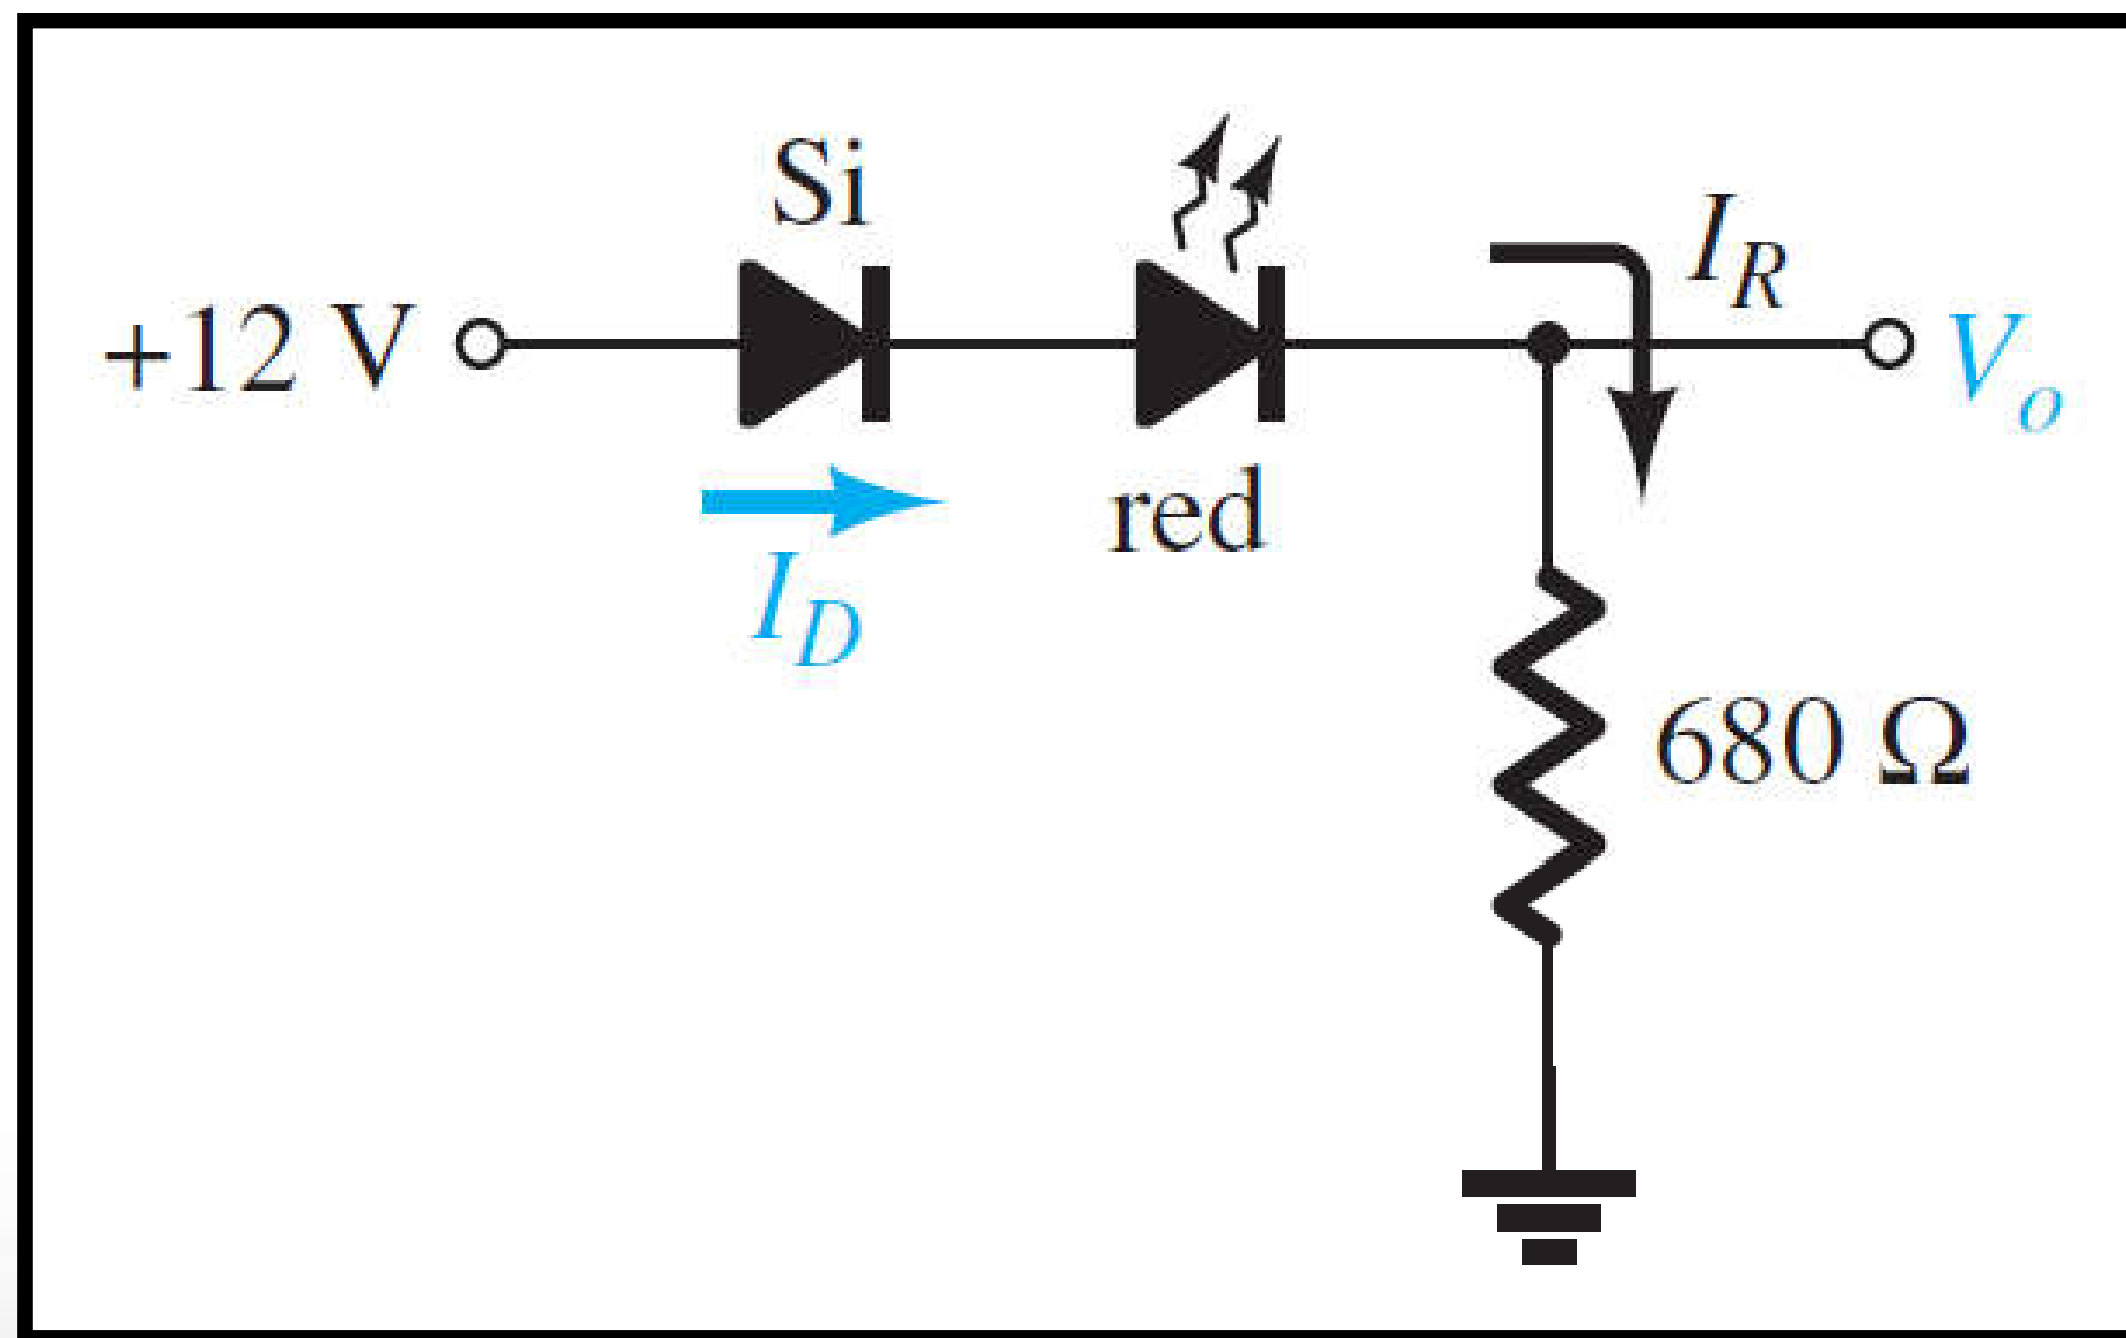 Si
+12 V
I_R
V_o
I_D
red
680 Ω